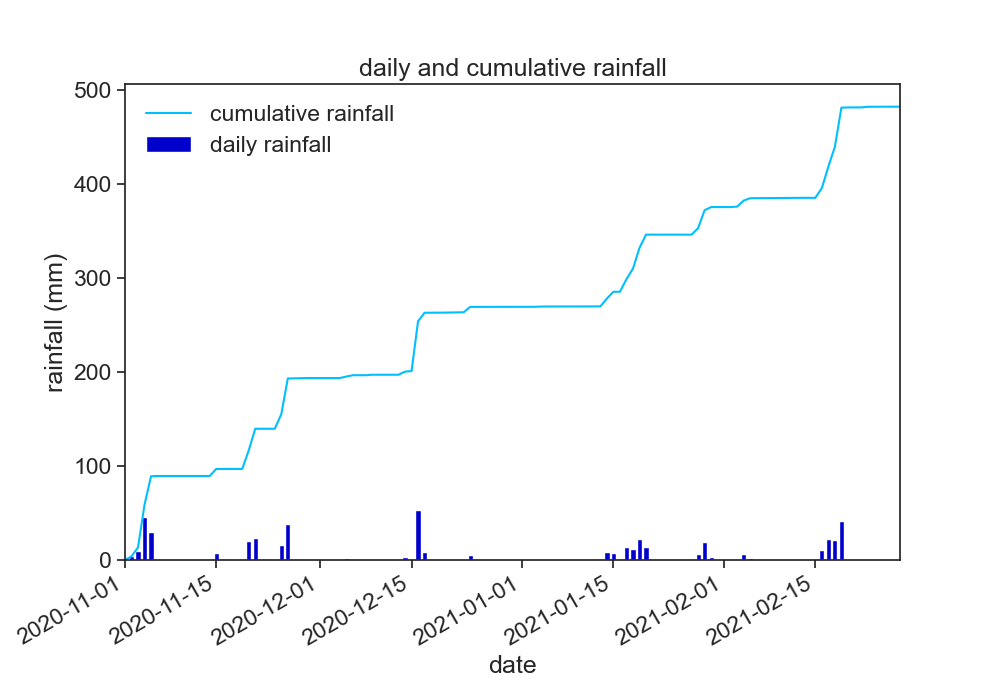 daily and cumulative rainfall
500
400
300
200
100
0
rainfall (mm)
cumulative rainfall
daily rainfall
2020-11-01
2020-11-15
2020-12-01
2020-12-15
2021-01-01
2021-01-15
2021-02-01
2021-02-15
date